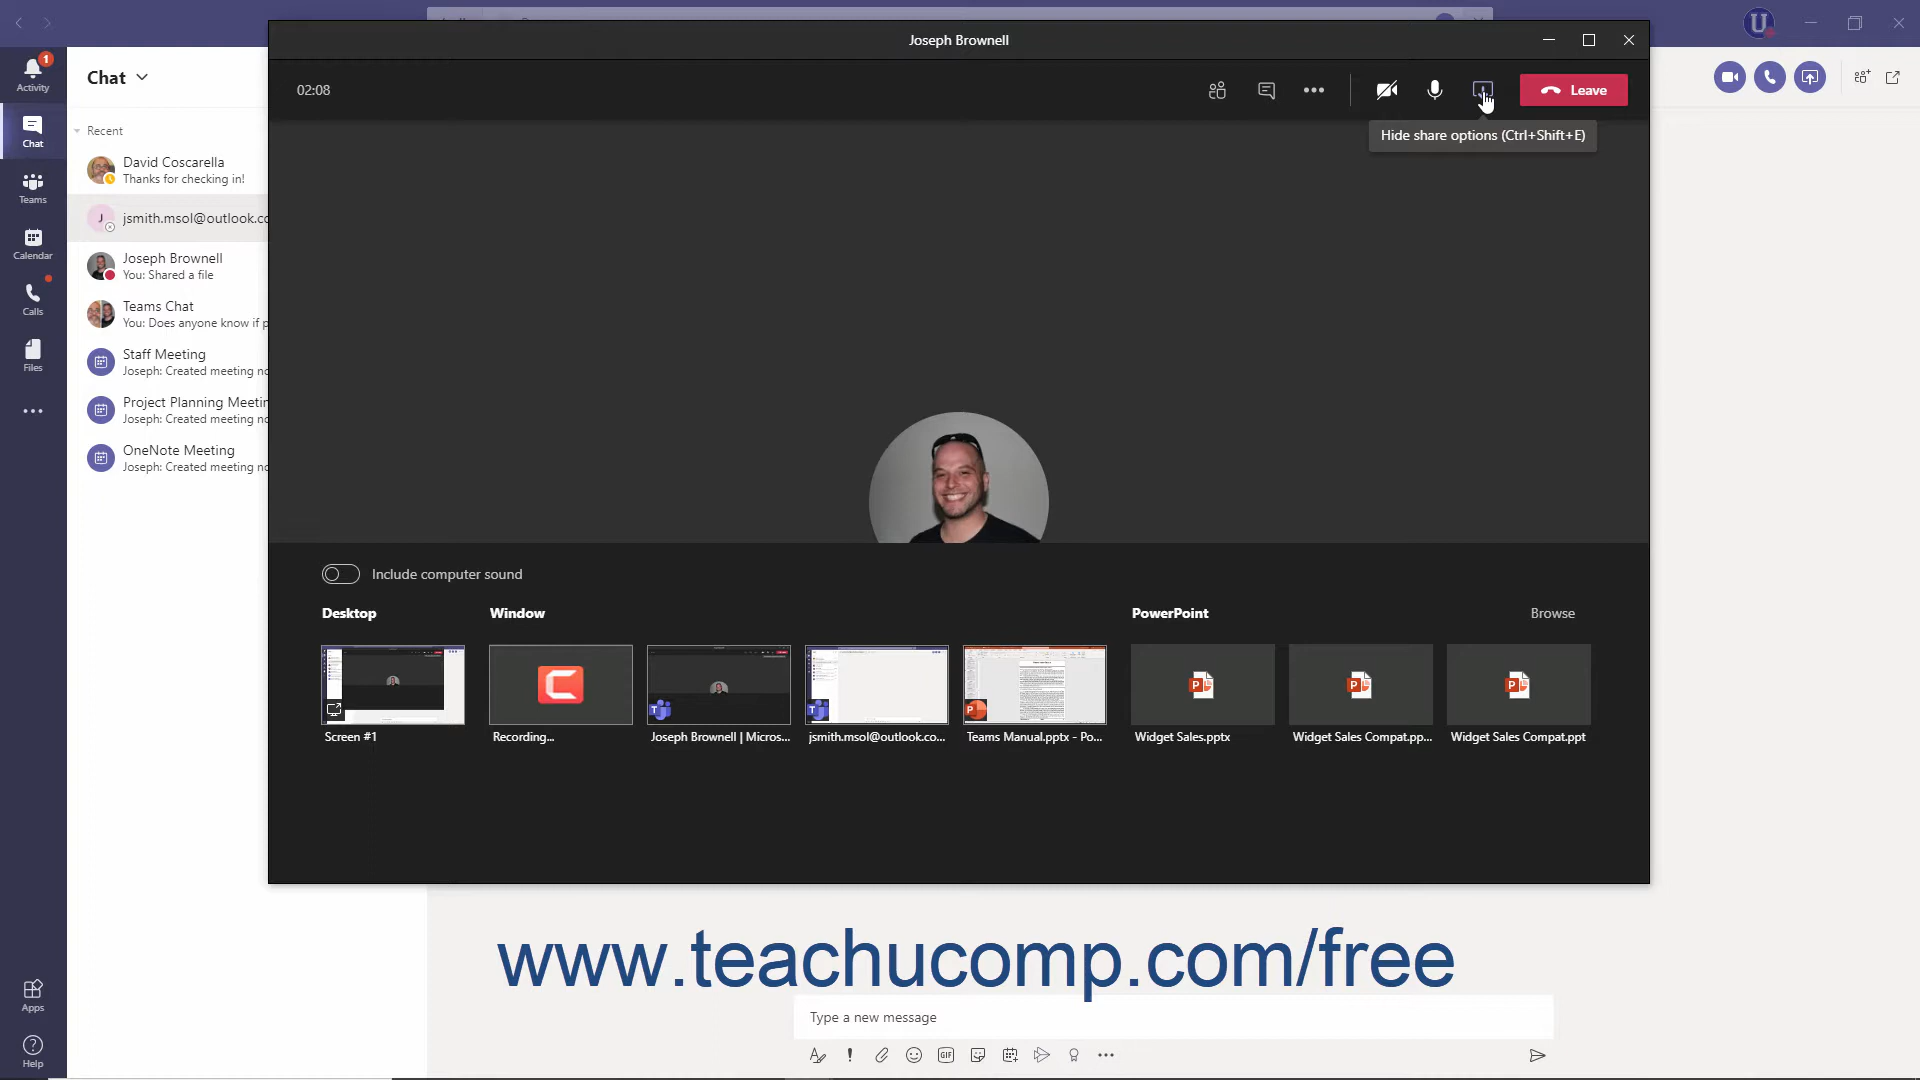 Joseph Brownell
U
1
Activity
Chat
02:08
Leave
Hide share options (Ctrl+Shift+E)
Chat
Recent
David Coscarella
Thanks for checking in!
Teams
J
jsmith.msol@outlook.co
Calendar
Joseph Brownell
You: Shared a file
Calls
Teams Chat
You: Does anyone know if p
Files
Staff Meeting
Joseph: Created meeting no
Project Planning Meetin
Joseph: Created meeting no
OneNote Meeting
Joseph: Created meeting no
Include computer sound
Desktop Window PowerPoint Browse
Screen #1 Recording... Joseph Brownell | Micros... jsmith.msol@outlook.co... Teams Manual.pptx - Po... Widget Sales.pptx Widget Sales Compat.pp... Widget Sales Compat.ppt
www.teachucomp.com/free
Apps
Type a new message
Help
GIF